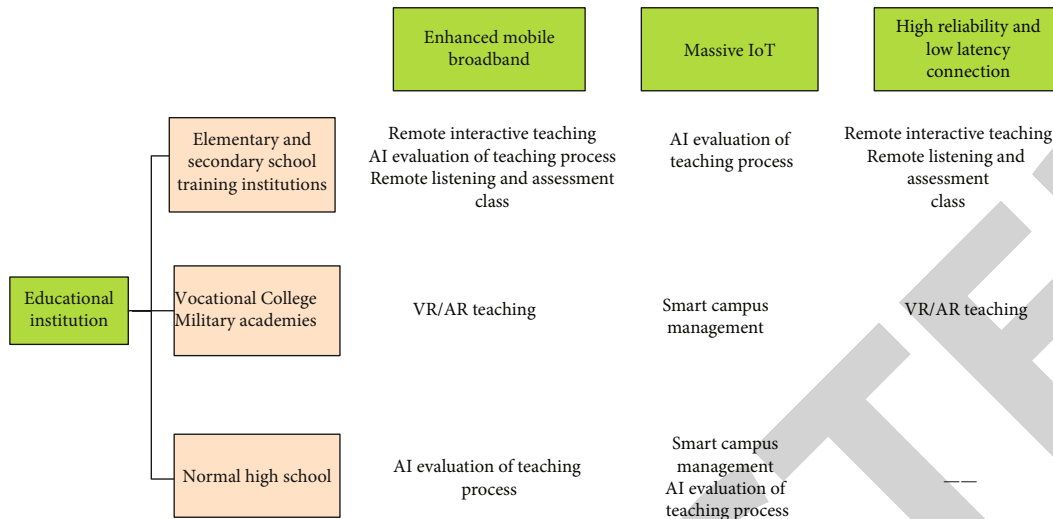 Enhanced mobile
broadband
Massive IoT
High reliability and
low latency
connection
Educational
institution
Elementary and
secondary school
training institutions
Remote interactive teaching
AI evaluation of teaching process
Remote listening and assessment
class
AI evaluation of
teaching process
Remote interactive teaching
Remote listening and
assessment
class
Vocational College
Military academies
VR/AR teaching
Smart campus
management
VR/AR teaching
Normal high school
AI evaluation of teaching
process
Smart campus
management
AI evaluation of
teaching process
——